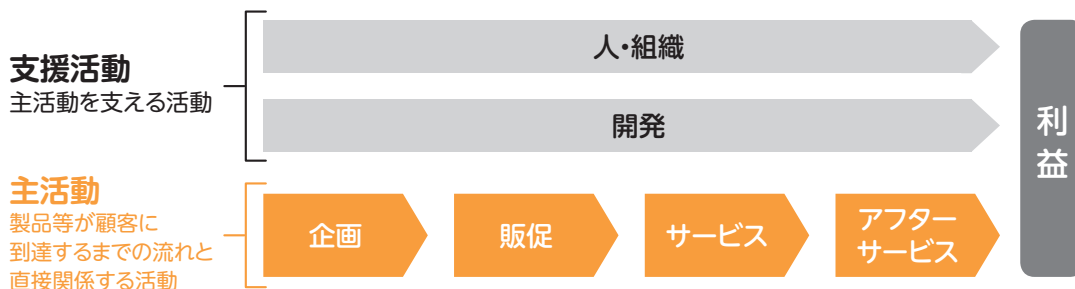 支援活動
主活動を支える活動
人・組織
開発
主活動
製品等が顧客に
到達するまでの流れと
直接関係する活動
企画
販促
サービス
アフター
サービス
利益